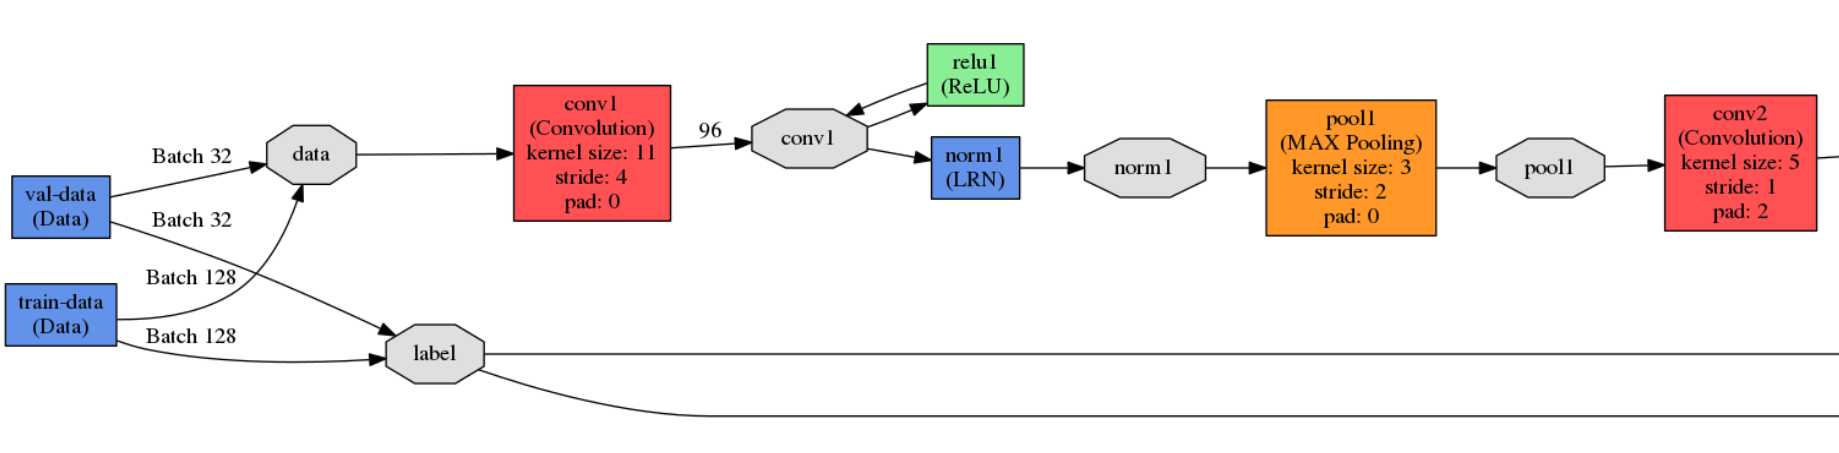 val-data
(Data)
train-data
(Data)
Batch 32
Batch 32
Batch 128
Batch 128
data
label
conv1
(Convolution)
kernel size: 11
stride: 4
pad: 0
96
conv1
relu1
(ReLU)
norm1
(LRN)
norm1
pool1
(MAX Pooling)
kernel size: 3
stride: 2
pad: 0
pool1
conv2
(Convolution)
kernel size: 5
stride: 1
pad: 2